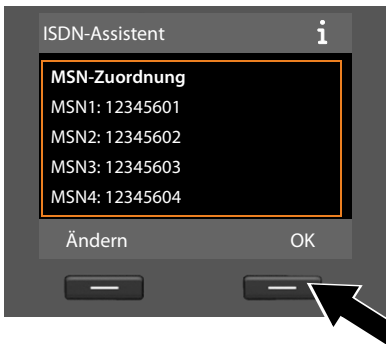 ISDN-Assistent i
MSN-Zuordnung
MSN1: 12345601
MSN2: 12345602
MSN3: 12345603
MSN4: 12345604
Ändern OK